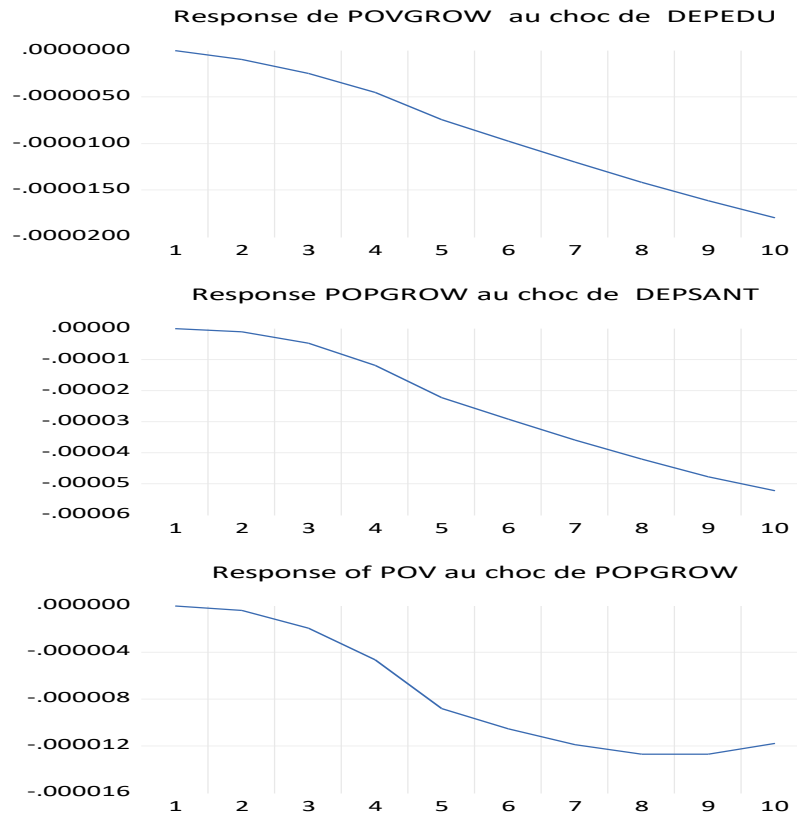 Response de POVGROW au choc de DEPEDU
.0000000
-.0000050
-.0000100
-.0000150
-.0000200
1 2 3 4 5 6 7 8 9 10
Response POPGROW au choc de DEPSANT
.00000
-.00001
-.00002
-.00003
-.00004
-.00005
-.00006
1 2 3 4 5 6 7 8 9 10
Response of POV au choc de POPGROW
.000000
-.000004
-.000008
-.000012
-.000016
1 2 3 4 5 6 7 8 9 10